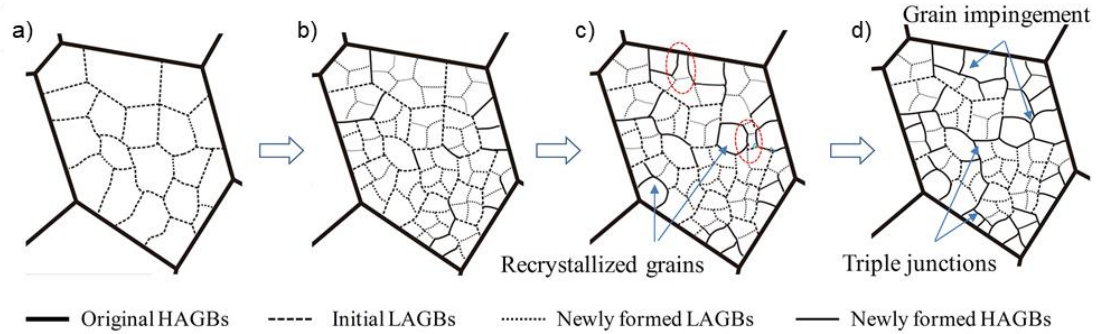 a)
b)
c)
d)
Grain impingement
Recrystallized grains
Triple junctions
Original HAGBs
Initial LAGBs
Newly formed LAGBs
Newly formed HAGBs